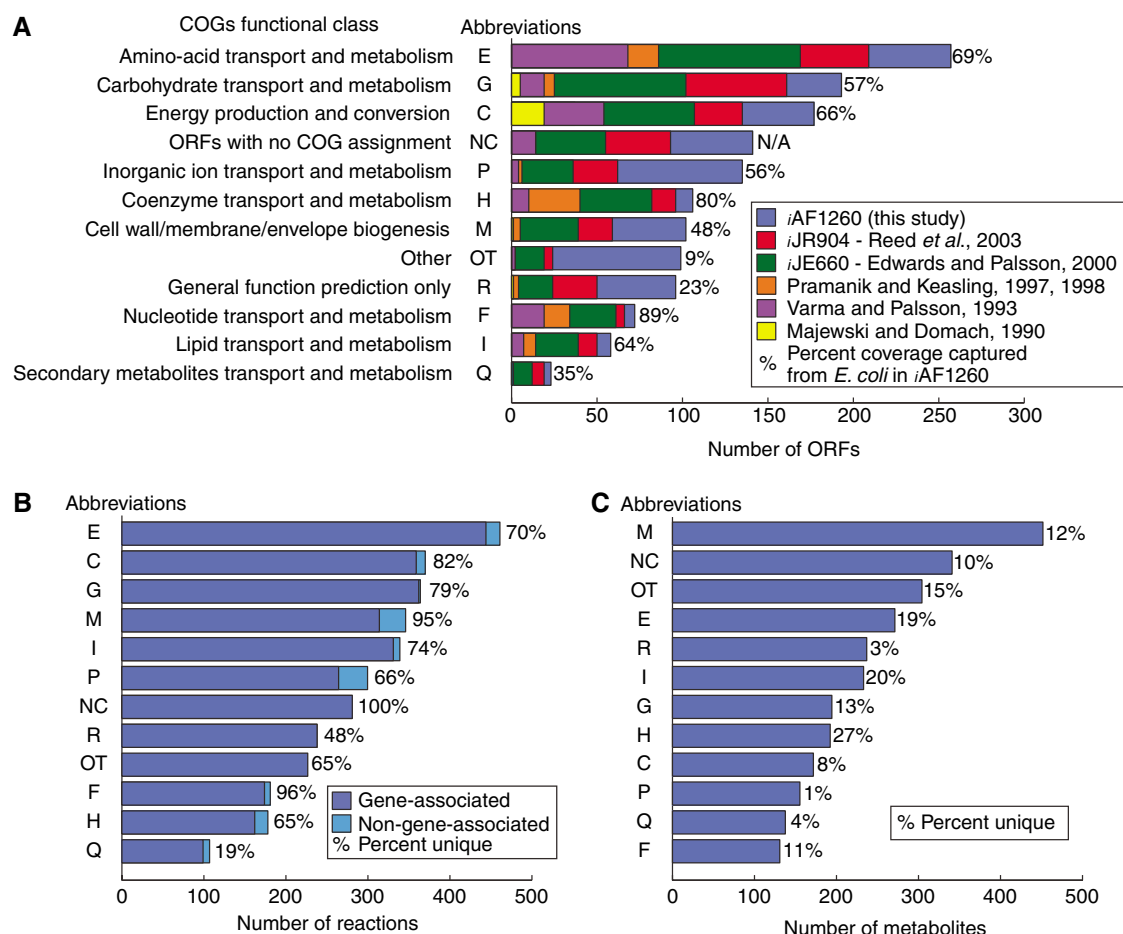 A
COGs functional class
Abbreviations
Amino-acid transport and metabolism E 69%
Carbohydrate transport and metabolism G 57%
Energy production and conversion C 66%
ORFs with no COG assignment NC N/A
Inorganic ion transport and metabolism P 56%
Coenzyme transport and metabolism H 80%
Cell wall/membrane/envelope biogenesis M 48%
Other OT 9%
General function prediction only R 23%
Nucleotide transport and metabolism F 89%
Lipid transport and metabolism I 64%
Secondary metabolites transport and metabolism Q 35%
iAF1260 (this study)
iJR904 - Reed et al., 2003
iJE660 - Edwards and Palsson, 2000
Pramanik and Keasling, 1997, 1998
Varma and Palsson, 1993
Majewski and Domach, 1990
% Percent coverage captured
from E. coli in iAF1260
0 50 100 150 200 250 300
Number of ORFs
B
Abbreviations
E 70%
C 82%
G 79%
M 95%
I 74%
P 66%
NC 100%
R 48%
OT 65%
F 96%
H 65%
Q 19%
Gene-associated
Non-gene-associated
% Percent unique
0 100 200 300 400 500
Number of reactions
C
Abbreviations
M 12%
NC 10%
OT 15%
E 19%
R 3%
I 20%
G 13%
H 27%
C 8%
P 1%
Q 4%
F 11%
% Percent unique
0 100 200 300 400 500
Number of metabolites